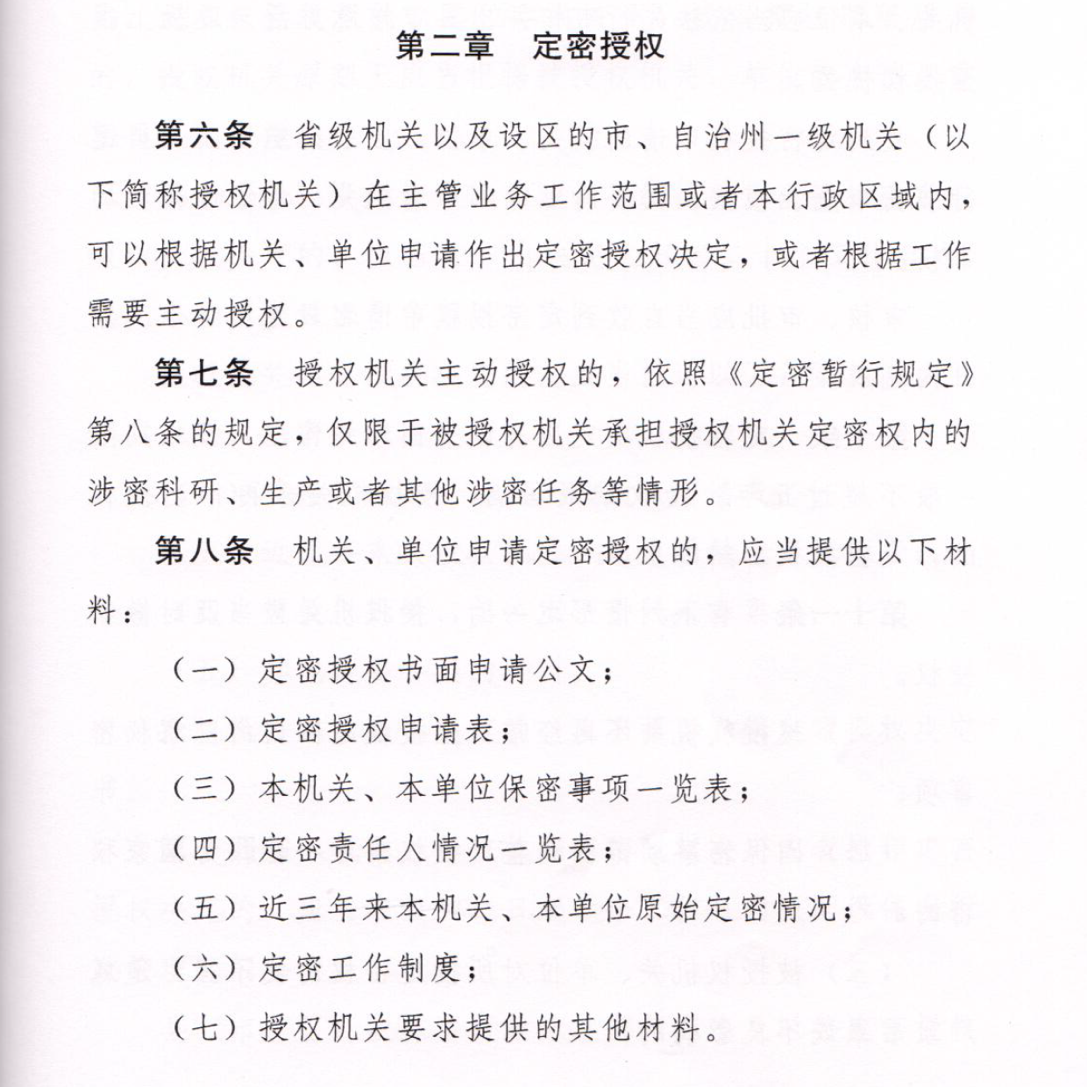 第二章 定密授权
第六条 省级机关以及设区的市、自治州一级机关（以
下简称授权机关）在主管业务工作范围或者本行政区域内，
可以根据机关、单位申请作出定密授权决定，或者根据工作
需要主动授权。
第七条 授权机关主动授权的，依照《定密暂行规定》
第八条的规定，仅限于被授权机关承担授权机关定密权内的
涉密科研、生产或者其他涉密任务等情形。
第八条 机关、单位申请定密授权的，应当提供以下材
料：
（一）定密授权书面申请公文；
（二）定密授权申请表；
（三）本机关、本单位保密事项一览表；
（四）定密责任人情况一览表；
（五）近三年来本机关、本单位原始定密情况；
（六）定密工作制度；
（七）授权机关要求提供的其他材料。